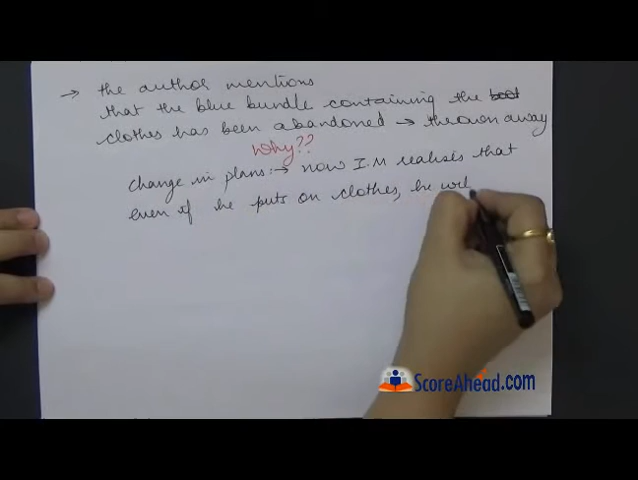 → the author mentions
that the blue bundle containing the
clothes has been abandoned → thrown away
Why??
change in plans :→ now I.M realises that
even if he puts on clothes, he wil
ScoreAhead.com